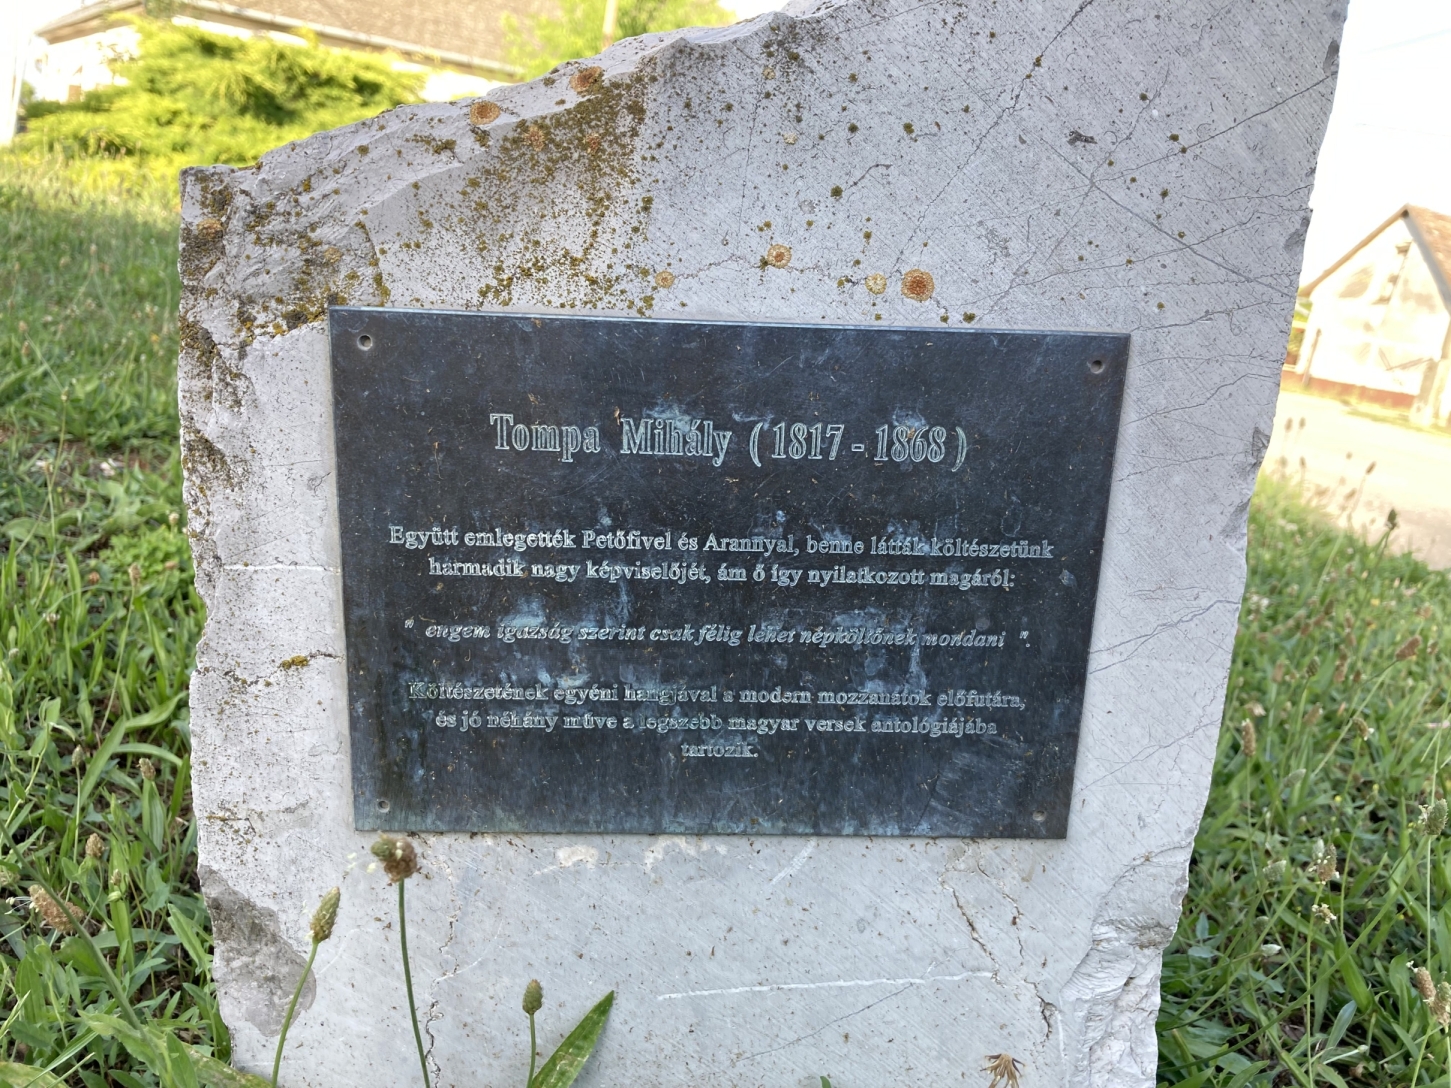 Tompa Mihály (1817-1868)
Együtt emlegették Petőfivel és Arannyal, benne látták költészetünk
harmadik nagy képviselőjét, ám ő így nyilatkozott magáról:
" engem igazság szerint csak félig lehet népköltőnek mondani ".
Költészetének egyéni hangjával s modern mozzanatok előfutára,
és jó néhány műve a legszebb magyar versek antológiájába
tartozik.